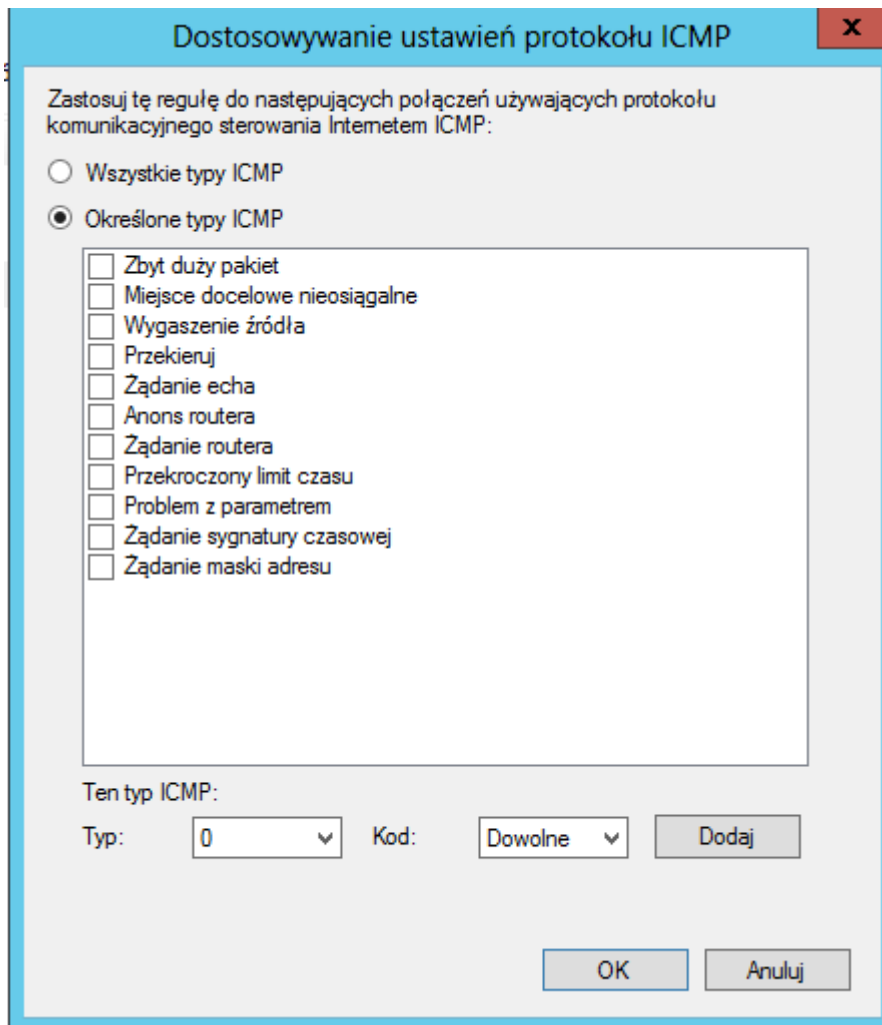 Dostosowywanie ustawień protokołu ICMP
x
Zastosuj tę regułę do następujących połączeń używających protokołu
komunikacyjnego sterowania Internetem ICMP:
Wszystkie typy ICMP
Określone typy ICMP
Zbyt duży pakiet
Miejsce docelowe nieosiągalne
Wygaszenie źródła
Przekieruj
Żądanie echa
Anons routera
Żądanie routera
Przekroczony limit czasu
Problem z parametrem
Żądanie sygnatury czasowej
Żądanie maski adresu
Ten typ ICMP:
Typ: 0 Kod: Dowolne Dodaj
OK Anuluj